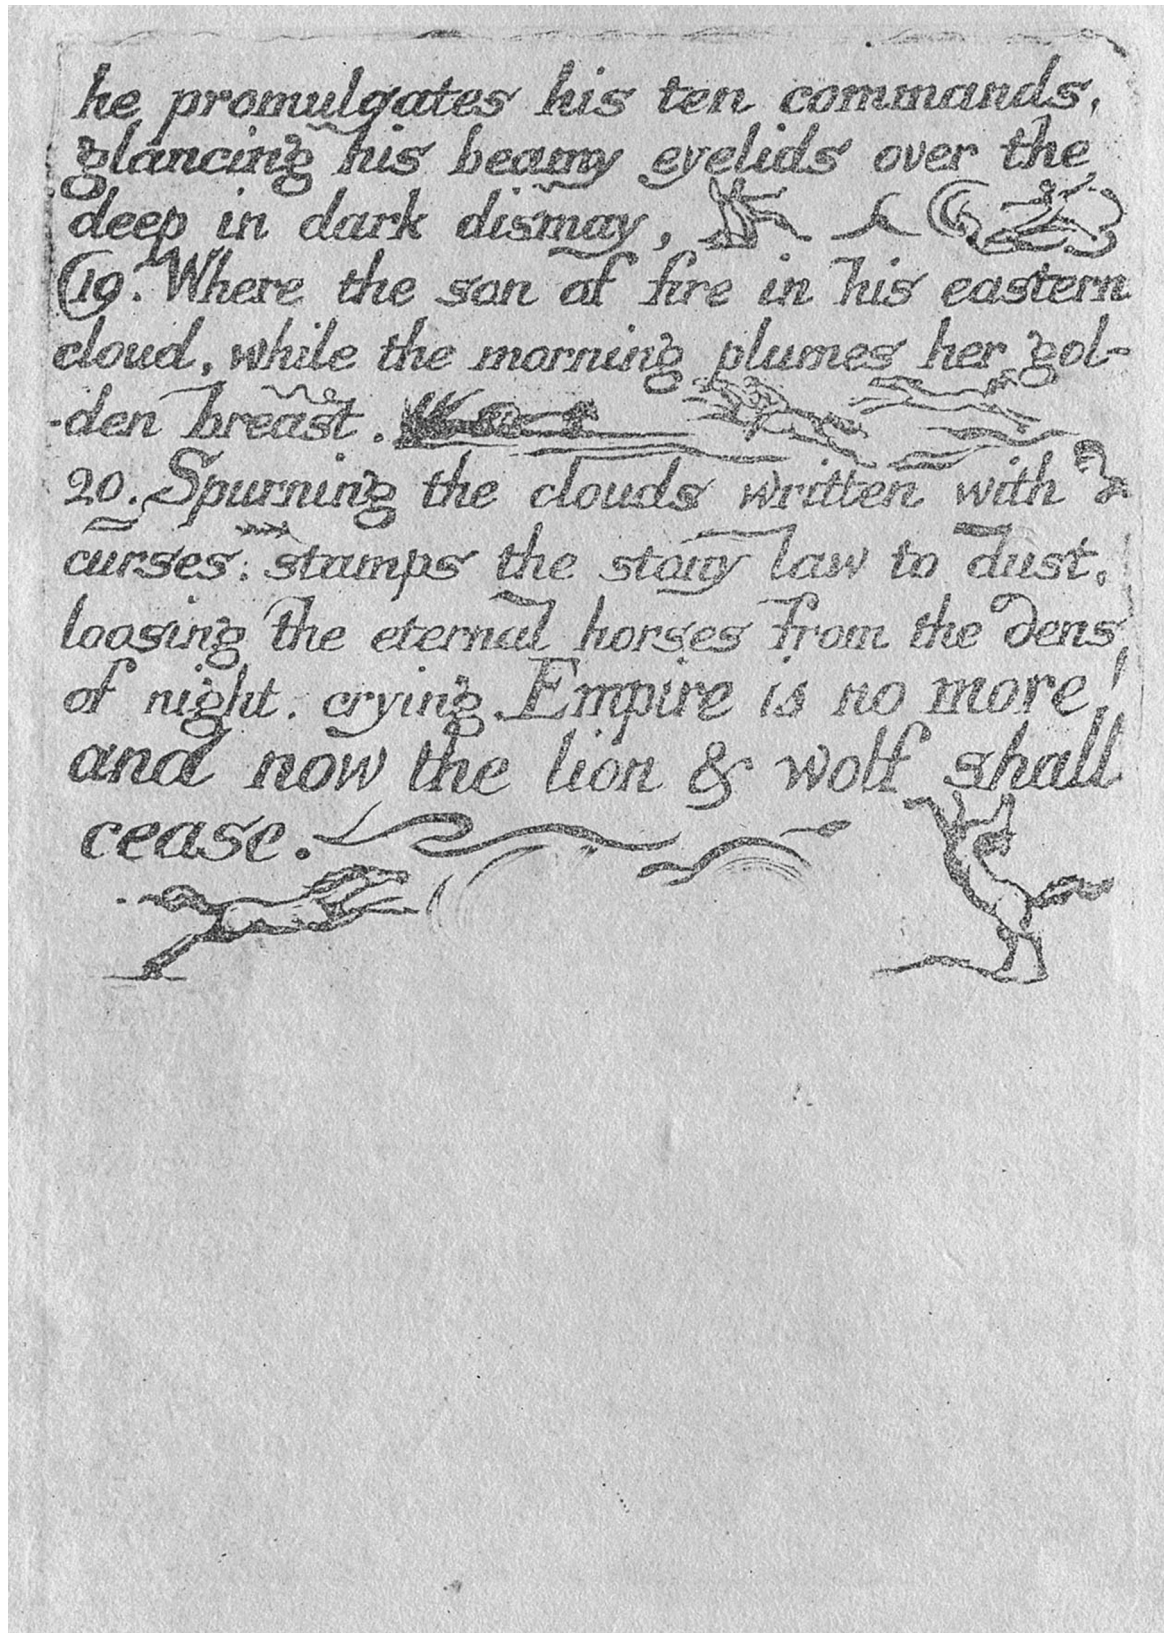 he promulgates his ten commands,
glancing his beamy eyelids over the
deep in dark dismay,
19. Where the son of fire in his eastern
cloud, while the morning plumes her gol-
-den breast.
20. Spurning the clouds written with
curses, stamps the stony law to dust,
loosing the eternal horses from the dens
of night. crying. Empire is no more!
and now the lion & wolf shall
cease.